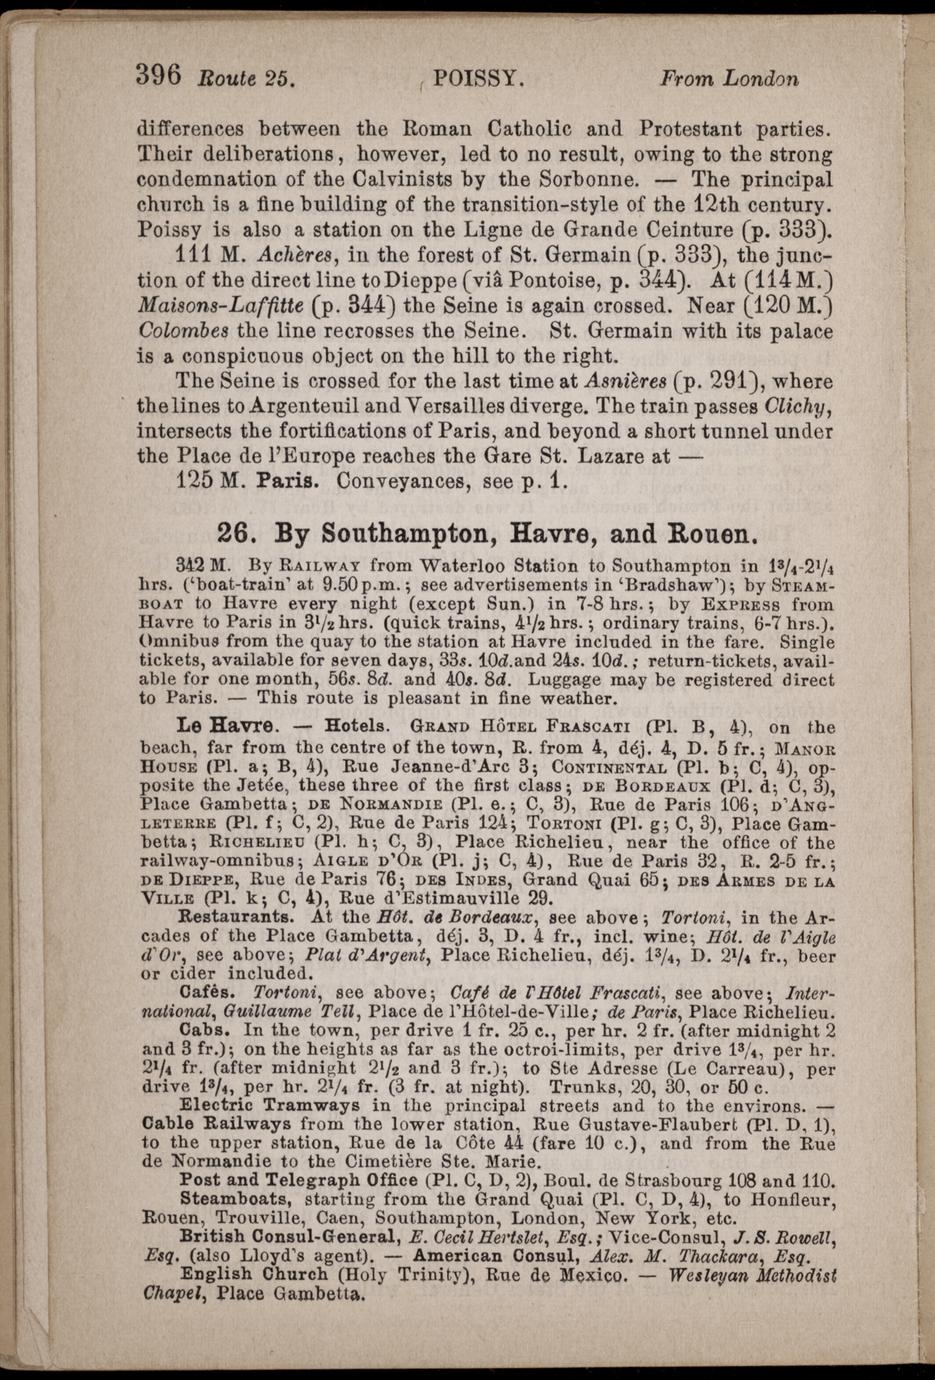 396 Route 25. POISSY. From London
differences between the Roman Catholic and Protestant parties.
Their deliberations, however, led to no result, owing to the strong
condemnation of the Calvinists by the Sorbonne. — The principal
church is a fine building of the transition-style of the 12th century.
Poissy is also a station on the Ligne de Grande Ceinture (p. 333).
111 M. Achères, in the forest of St. Germain (p. 333), the junc-
tion of the direct line to Dieppe (viâ Pontoise, p. 344). At (114 M.)
Maisons-Laffitte (p. 344) the Seine is again crossed. Near (120 M.)
Colombes the line recrosses the Seine. St. Germain with its palace
is a conspicuous object on the hill to the right.
The Seine is crossed for the last time at Asnières (p. 291), where
the lines to Argenteuil and Versailles diverge. The train passes Clichy,
intersects the fortifications of Paris, and beyond a short tunnel under
the Place de l'Europe reaches the Gare St. Lazare at —
125 M. Paris. Conveyances, see p. 1.
26. By Southampton, Havre, and Rouen.
342 M. By RAILWAY from Waterloo Station to Southampton in 1³/₄-2¹/₄
hrs. ('boat-train' at 9.50 p.m.; see advertisements in 'Bradshaw'); by STEAM-
BOAT to Havre every night (except Sun.) in 7-8 hrs.; by EXPRESS from
Havre to Paris in 3¹/₂ hrs. (quick trains, 4¹/₂ hrs.; ordinary trains, 6-7 hrs.).
Omnibus from the quay to the station at Havre included in the fare. Single
tickets, available for seven days, 33s. 10d. and 24s. 10d.; return-tickets, avail-
able for one month, 56s. 8d. and 40s. 8d. Luggage may be registered direct
to Paris. — This route is pleasant in fine weather.
Le Havre. — Hotels. GRAND HÔTEL FRASCATI (Pl. B, 4), on the
beach, far from the centre of the town, R. from 4, déj. 4, D. 5 fr.; MANOR
HOUSE (Pl. a; B, 4), Rue Jeanne-d'Arc 3; CONTINENTAL (Pl. b; C, 4), op-
posite the Jetée, these three of the first class; DE BORDEAUX (Pl. d; C, 3),
Place Gambetta; DE NORMANDIE (Pl. e.; C, 3), Rue de Paris 106; D'ANG-
LETERRE (Pl. f; C, 2), Rue de Paris 124; TORTONI (Pl. g; C, 3), Place Gam-
betta; RICHELIEU (Pl. h; C, 3), Place Richelieu, near the office of the
railway-omnibus; AIGLE D'OR (Pl. j; C, 4), Rue de Paris 32, R. 2-5 fr.;
DE DIEPPE, Rue de Paris 76; DES INDES, Grand Quai 65; DES ARMES DE LA
VILLE (Pl. k; C, 4), Rue d'Estimauville 29.
Restaurants. At the Hôt. de Bordeaux, see above; Tortoni, in the Ar-
cades of the Place Gambetta, déj. 3, D. 4 fr., incl. wine; Hôt. de l'Aigle
d'Or, see above; Plat d'Argent, Place Richelieu, déj. 1³/₄, D. 2¹/₄ fr., beer
or cider included.
Cafés. Tortoni, see above; Café de l'Hôtel Frascati, see above; Inter-
national, Guillaume Tell, Place de l'Hôtel-de-Ville; de Paris, Place Richelieu.
Cabs. In the town, per drive 1 fr. 25 c., per hr. 2 fr. (after midnight 2
and 3 fr.); on the heights as far as the octroi-limits, per drive 1³/₄, per hr.
2¹/₄ fr. (after midnight 2¹/₂ and 3 fr.); to Ste Adresse (Le Carreau), per
drive 1³/₄, per hr. 2¹/₄ fr. (3 fr. at night). Trunks, 20, 30, or 50 c.
Electric Tramways in the principal streets and to the environs. —
Cable Railways from the lower station, Rue Gustave-Flaubert (Pl. D, 1),
to the upper station, Rue de la Côte 44 (fare 10 c.), and from the Rue
de Normandie to the Cimetière Ste. Marie.
Post and Telegraph Office (Pl. C, D, 2), Boul. de Strasbourg 108 and 110.
Steamboats, starting from the Grand Quai (Pl. C, D, 4), to Honfleur,
Rouen, Trouville, Caen, Southampton, London, New York, etc.
British Consul-General, E. Cecil Hertslet, Esq.; Vice-Consul, J. S. Rowell,
Esq. (also Lloyd's agent). — American Consul, Alex. M. Thackara, Esq.
English Church (Holy Trinity), Rue de Mexico. — Wesleyan Methodist
Chapel, Place Gambetta.